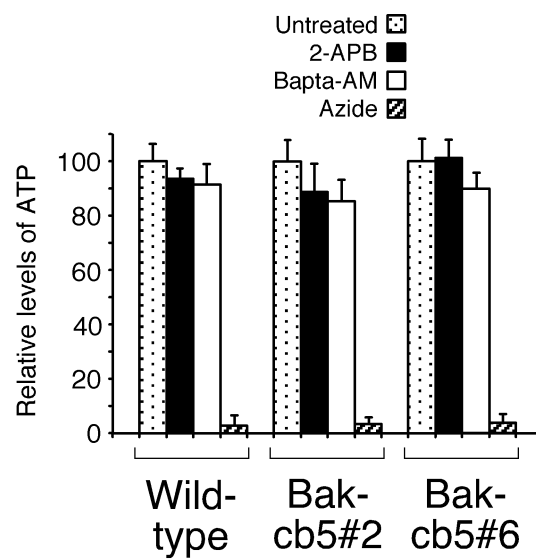 Untreated
2-APB
Bapta-AM
Azide
Relative levels of ATP
100
80
60
40
20
0
Wild-
type
Bak-
cb5#2
Bak-
cb5#6